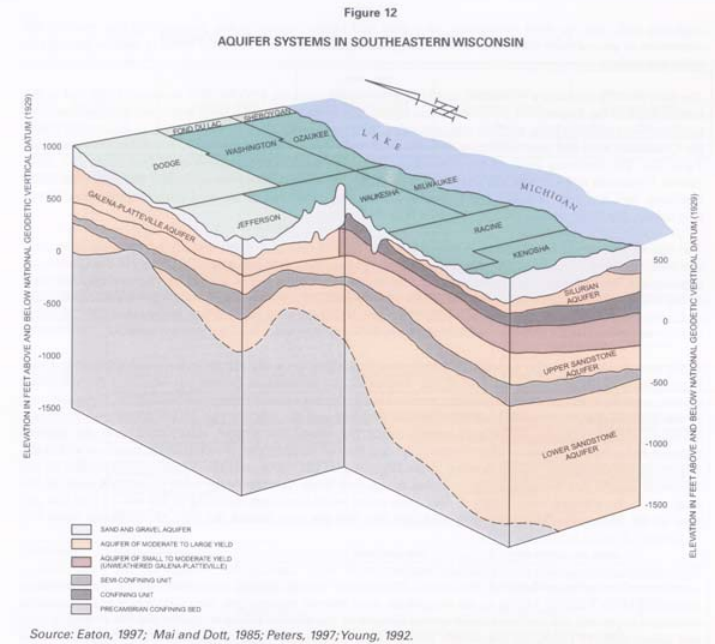 Figure 12
AQUIFER SYSTEMS IN SOUTHEASTERN WISCONSIN
ELEVATION IN FEET ABOVE AND BELOW NATIONAL GEODETIC VERTICAL DATUM (1929)
1000
500
0
-500
-1000
-1500
FOND DU LAC
SHEBOYGAN
DODGE
WASHINGTON
OZAUKEE
LAKE
MICHIGAN
JEFFERSON
WAUKESHA
MILWAUKEE
RACINE
KENOSHA
GALENA-PLATTEVILLE AQUIFER
SILURIAN
AQUIFER
UPPER SANDSTONE
AQUIFER
LOWER SANDSTONE
AQUIFER
500
0
-500
-1000
-1500
ELEVATION IN FEET ABOVE AND BELOW NATIONAL GEODETIC VERTICAL DATUM (1929)
SAND AND GRAVEL AQUIFER
AQUIFER OF MODERATE TO LARGE YIELD
AQUIFER OF SMALL TO MODERATE YIELD
(UNWEATHERED GALENA-PLATTEVILLE)
SEMI-CONFINING UNIT
CONFINING UNIT
PRECAMBRIAN CONFINING BED
Source: Eaton, 1997; Mai and Dott, 1985; Peters, 1997; Young, 1992.